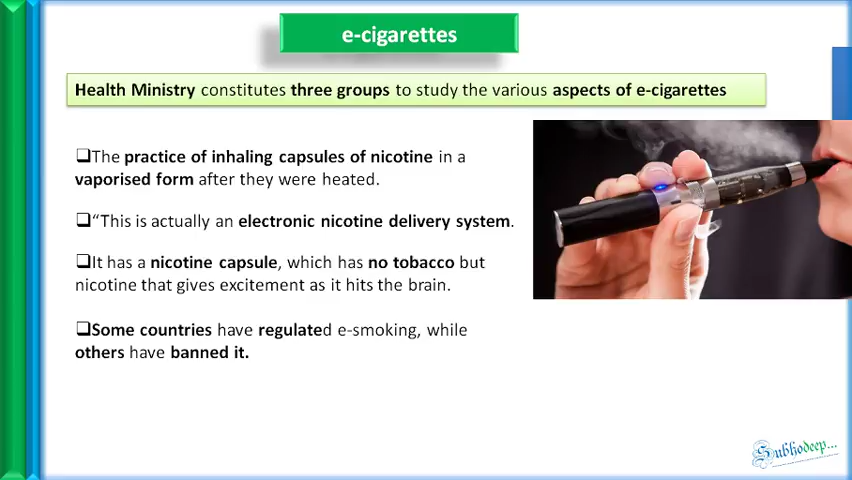 e-cigarettes
Health Ministry constitutes three groups to study the various aspects of e-cigarettes
❑The practice of inhaling capsules of nicotine in a
vaporised form after they were heated.
❑“This is actually an electronic nicotine delivery system.
❑It has a nicotine capsule, which has no tobacco but
nicotine that gives excitement as it hits the brain.
❑Some countries have regulated e-smoking, while
others have banned it.
Subhodeep...